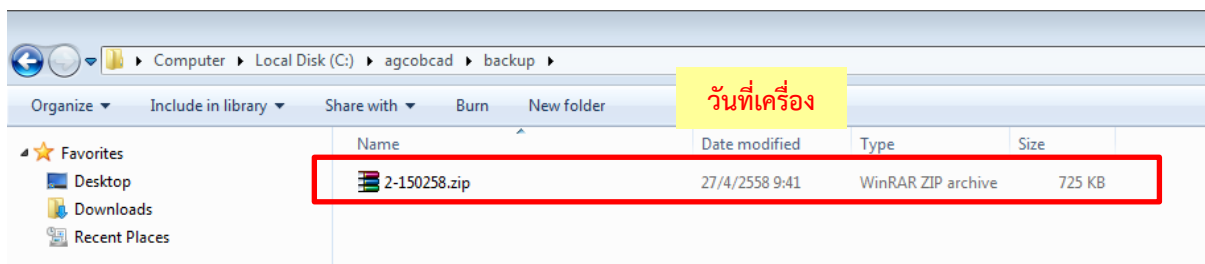 Computer Local Disk (C:) agcobcad backup
Organize Include in library Share with Burn New folder
วันที่เครื่อง
Favorites
Desktop
Downloads
Recent Places
Name Date modified Type Size
2-150258.zip 27/4/2558 9:41 WinRAR ZIP archive 725 KB